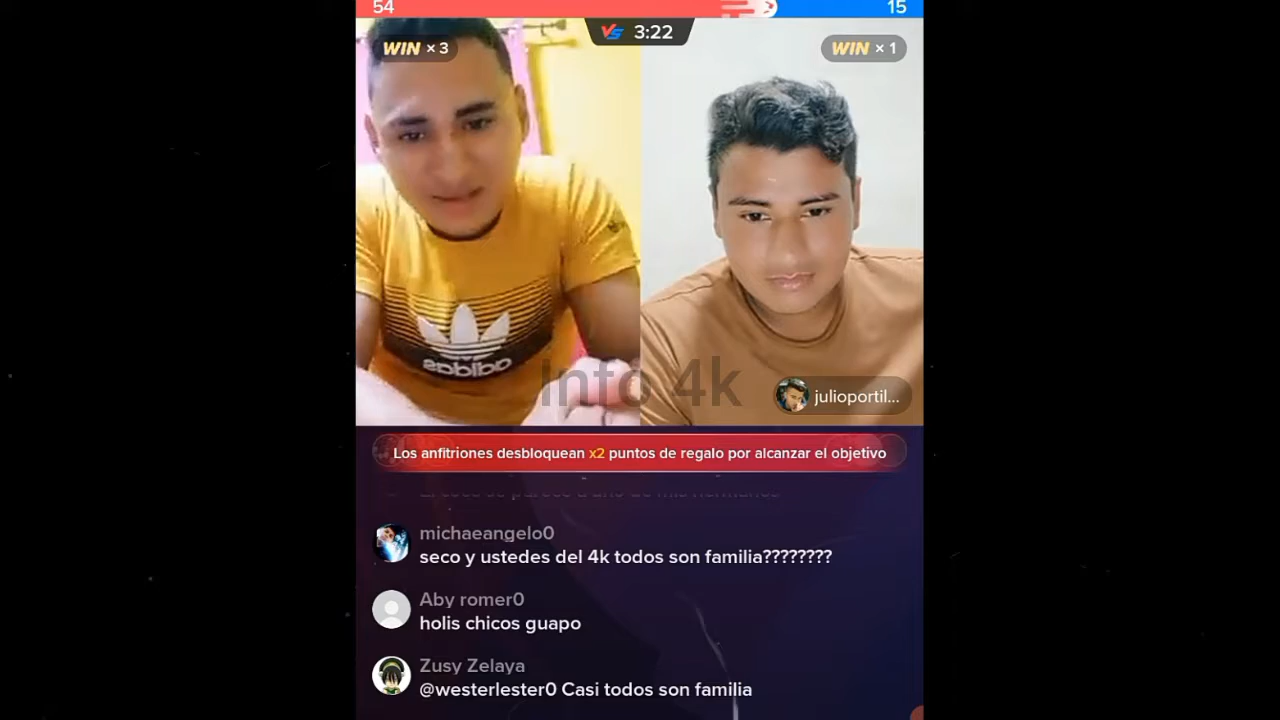 54 15
VS 3:22
WIN × 3
WIN × 1
adidas
info 4k
julioportil...
Los anfitriones desbloquean x2 puntos de regalo por alcanzar el objetivo
michaeangelo0
seco y ustedes del 4k todos son familia????????
Aby romer0
holis chicos guapo
Zusy Zelaya
@westerlester0 Casi todos son familia